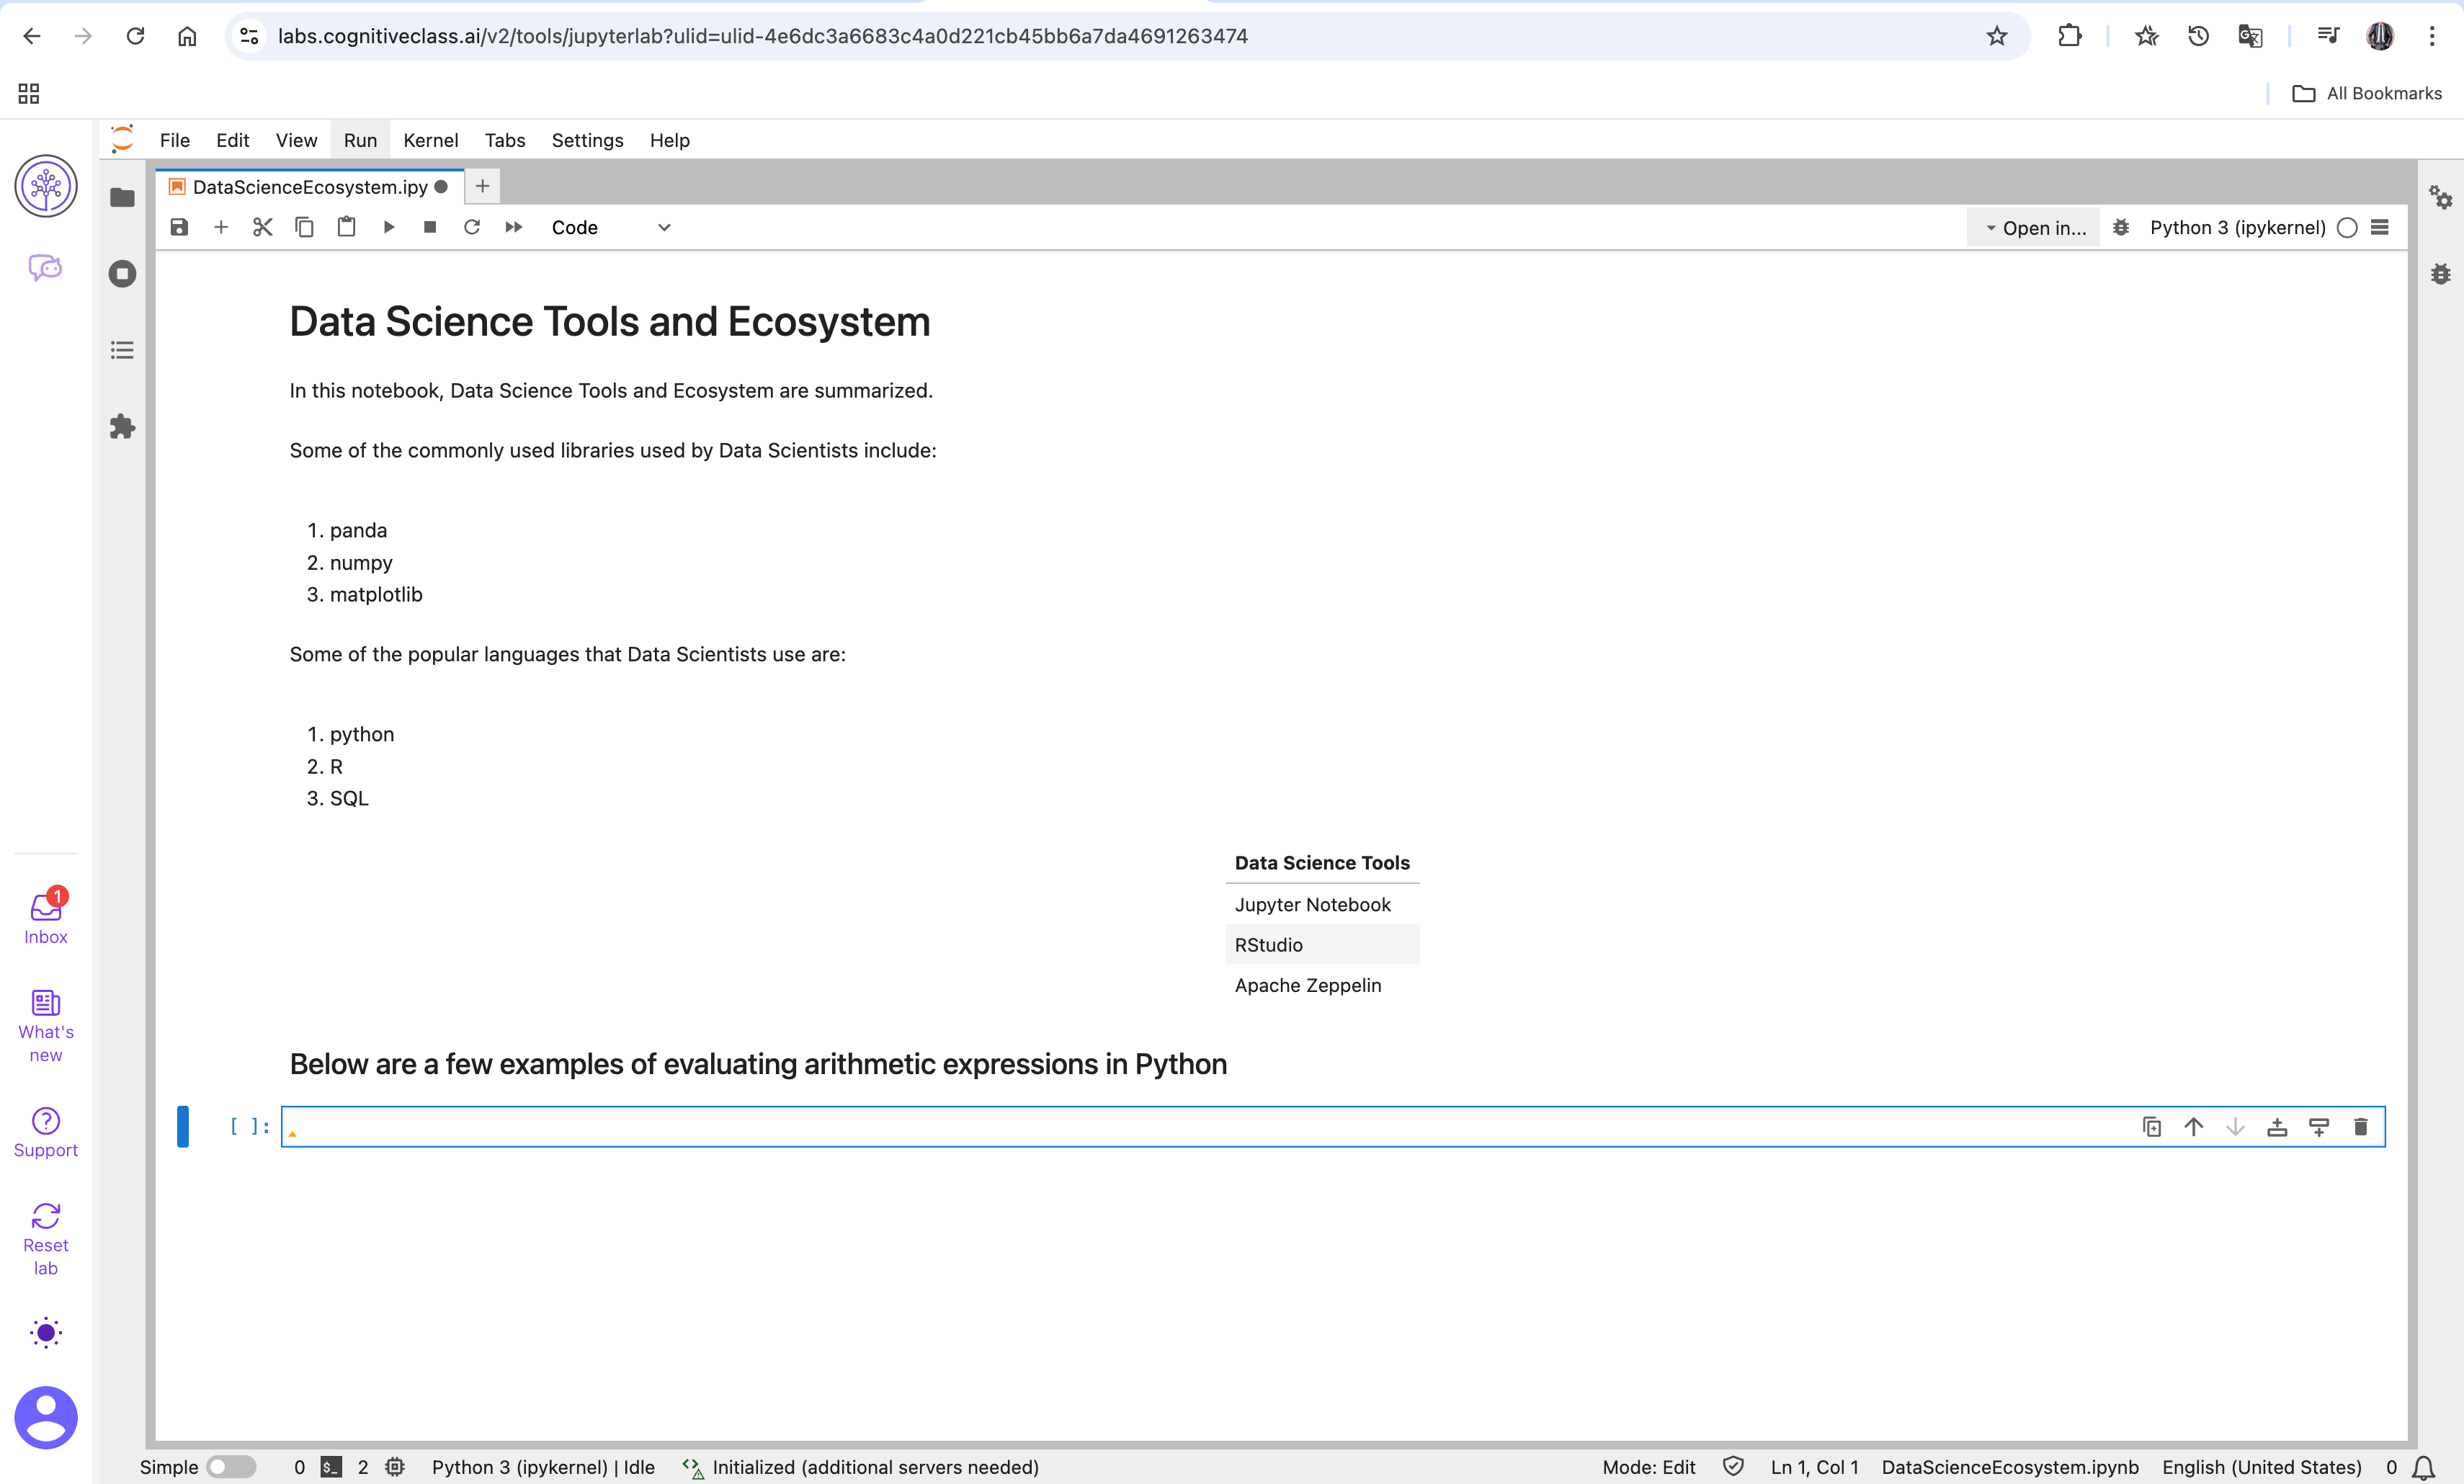 labs.cognitiveclass.ai/v2/tools/jupyterlab?ulid=ulid-4e6dc3a6683c4a0d221cb45bb6a7da4691263474
All Bookmarks
File Edit View Run Kernel Tabs Settings Help
DataScienceEcosystem.ipy
Code
Open in...
Python 3 (ipykernel)
Data Science Tools and Ecosystem
In this notebook, Data Science Tools and Ecosystem are summarized.
Some of the commonly used libraries used by Data Scientists include:
1. panda
2. numpy
3. matplotlib
Some of the popular languages that Data Scientists use are:
1. python
2. R
3. SQL
Data Science Tools
Jupyter Notebook
RStudio
Apache Zeppelin
Below are a few examples of evaluating arithmetic expressions in Python
[ ]:
1
Inbox
What's
new
Support
Reset
lab
Simple 0 $_ 2 Python 3 (ipykernel) | Idle Initialized (additional servers needed) Mode: Edit Ln 1, Col 1 DataScienceEcosystem.ipynb English (United States) 0